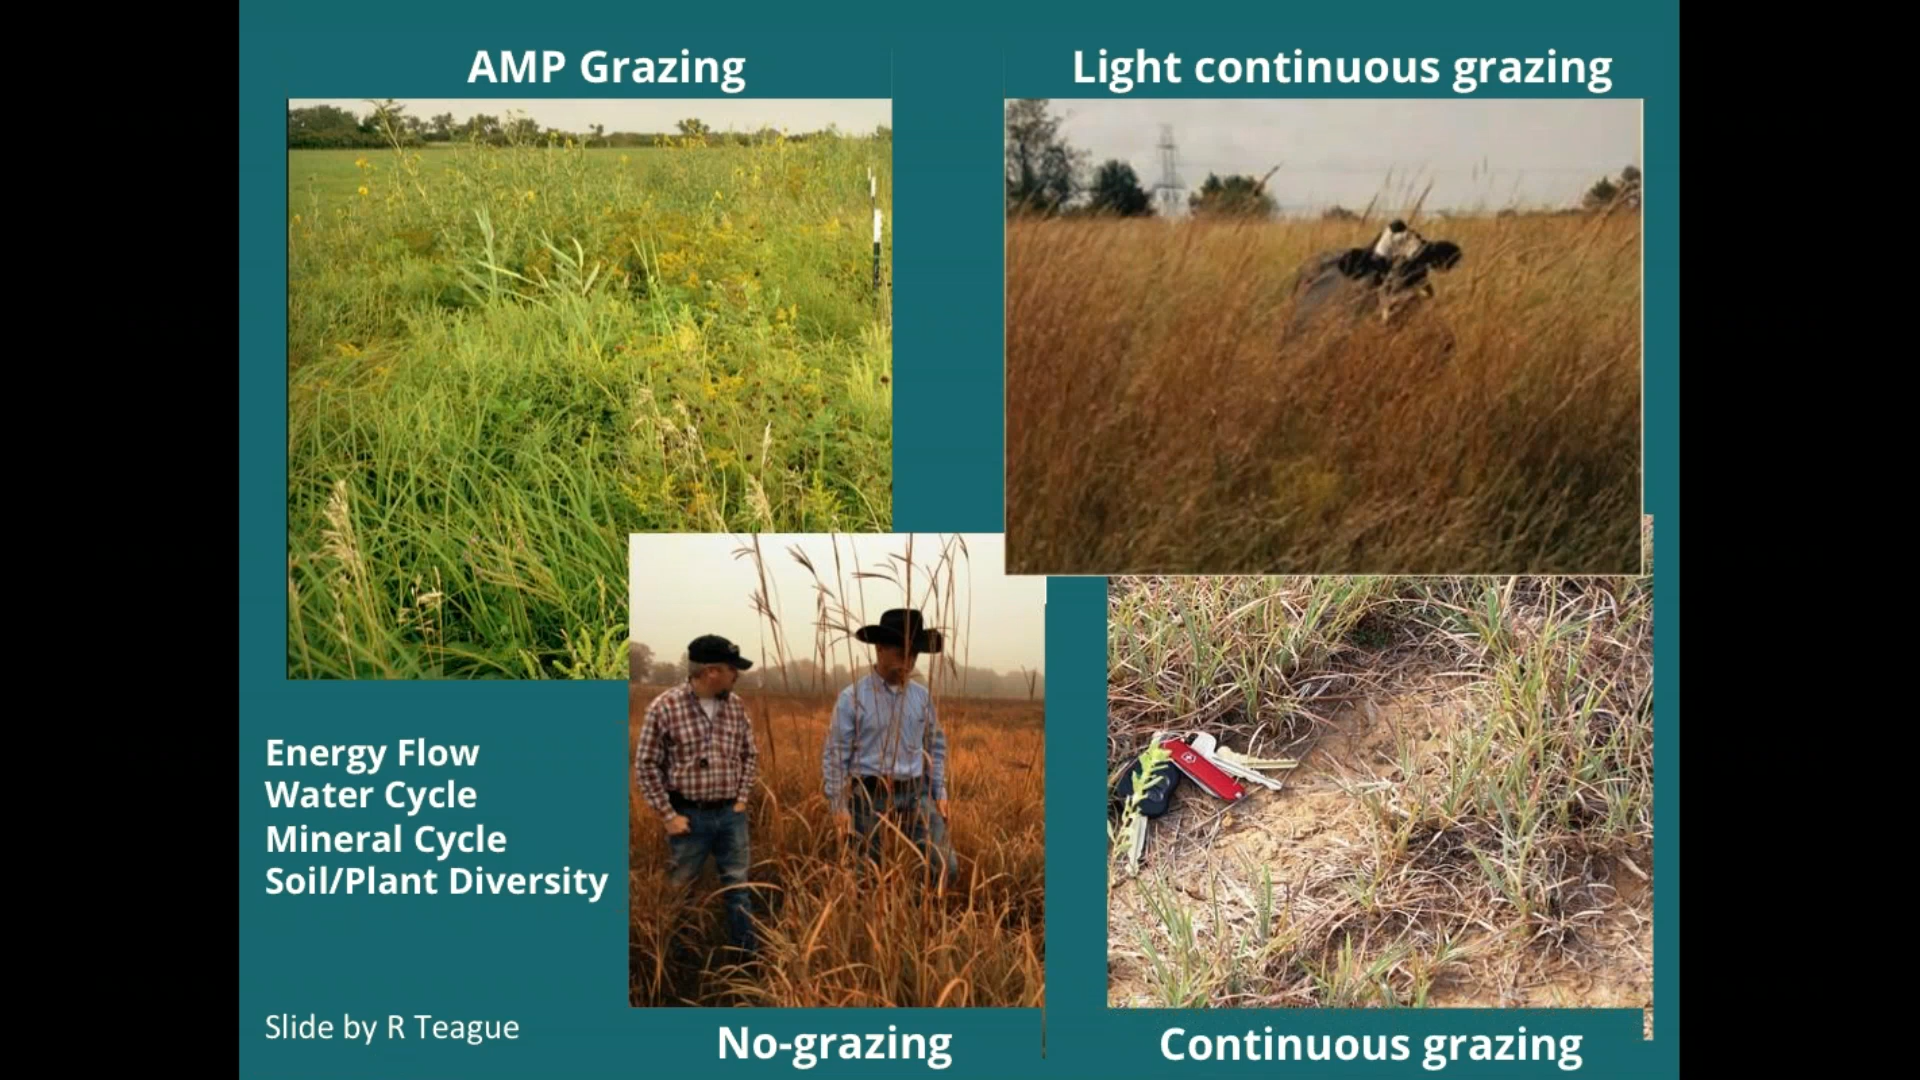 AMP Grazing
Light continuous grazing
Energy Flow
Water Cycle
Mineral Cycle
Soil/Plant Diversity
Slide by R Teague
No-grazing
Continuous grazing